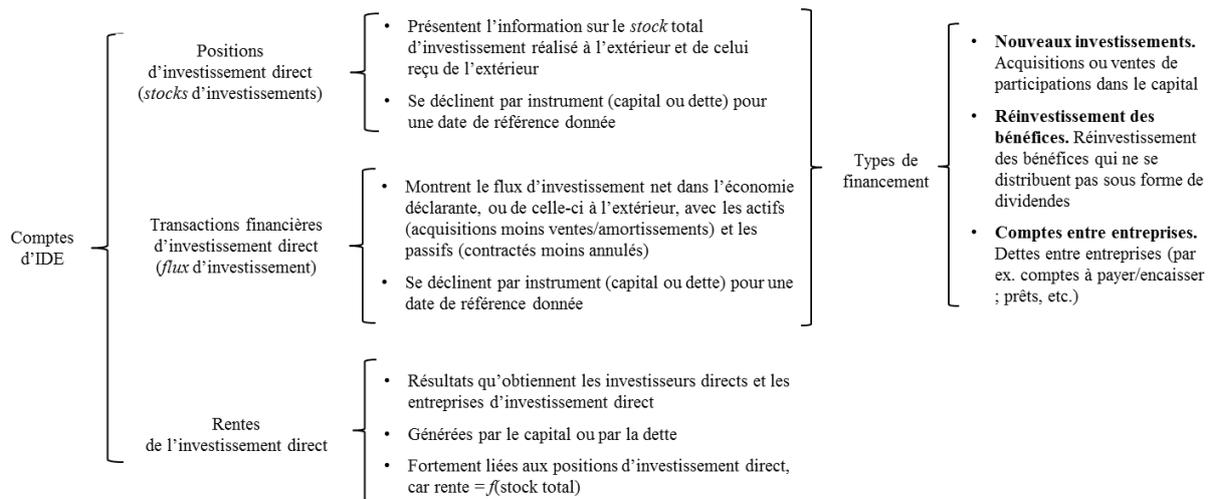 Comptes
d’IDE
Positions
d’investissement direct
(stocks d’investissements)
• Présentent l’information sur le stock total
d’investissement réalisé à l’extérieur et de celui
reçu de l’extérieur
• Se déclinent par instrument (capital ou dette) pour
une date de référence donnée
Transactions financières
d’investissement direct
(flux d’investissement)
• Montrent le flux d’investissement net dans l’économie
déclarante, ou de celle-ci à l’extérieur, avec les actifs
(acquisitions moins ventes/amortissements) et les
passifs (contractés moins annulés)
• Se déclinent par instrument (capital ou dette) pour une
date de référence donnée
Rentes
de l’investissement direct
• Résultats qu’obtiennent les investisseurs directs et les
entreprises d’investissement direct
• Générées par le capital ou par la dette
• Fortement liées aux positions d’investissement direct,
car rente = f(stock total)
Types de
financement
• Nouveaux investissements.
Acquisitions ou ventes de
participations dans le capital
• Réinvestissement des
bénéfices. Réinvestissement
des bénéfices qui ne se
distribuent pas sous forme de
dividendes
• Comptes entre entreprises.
Dettes entre entreprises (par
ex. comptes à payer/encaisser
; prêts, etc.)